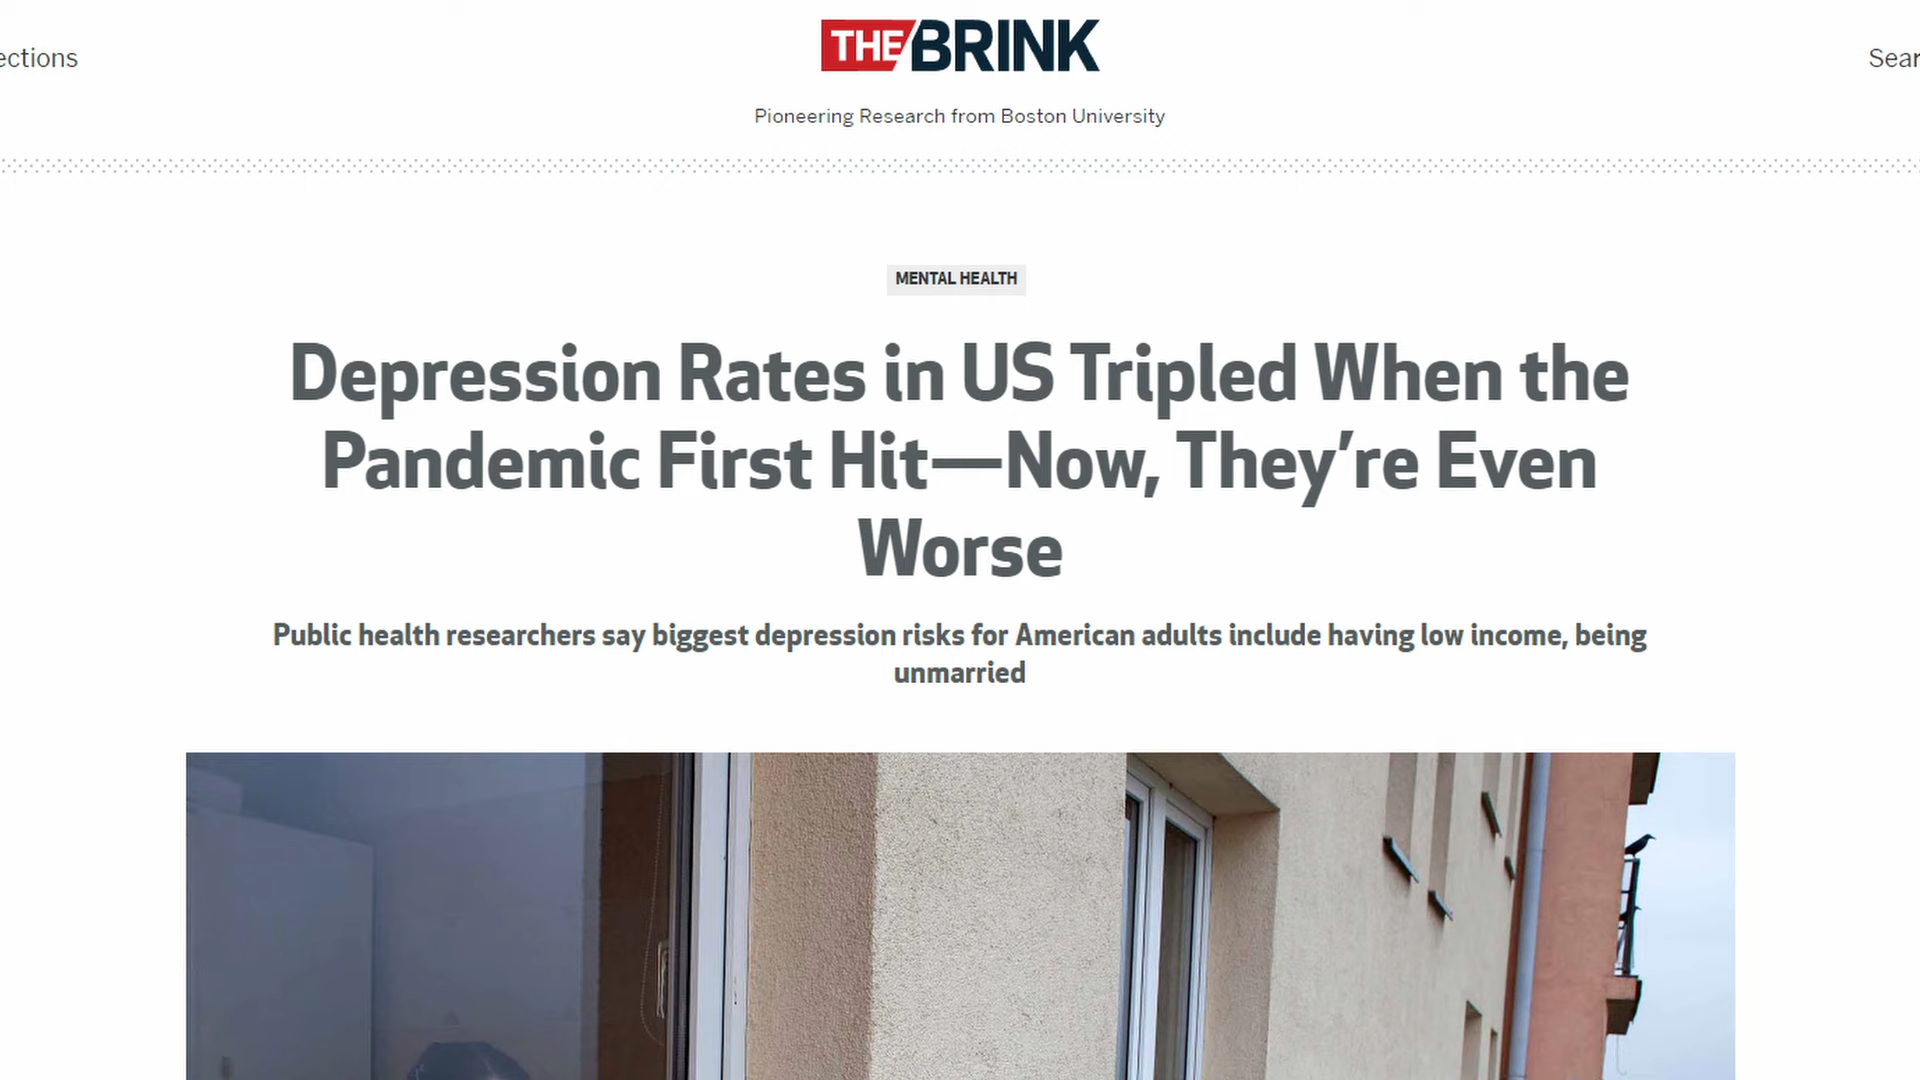 ections
THE BRINK
Sear
Pioneering Research from Boston University
MENTAL HEALTH
Depression Rates in US Tripled When the
Pandemic First Hit—Now, They’re Even
Worse
Public health researchers say biggest depression risks for American adults include having low income, being
unmarried